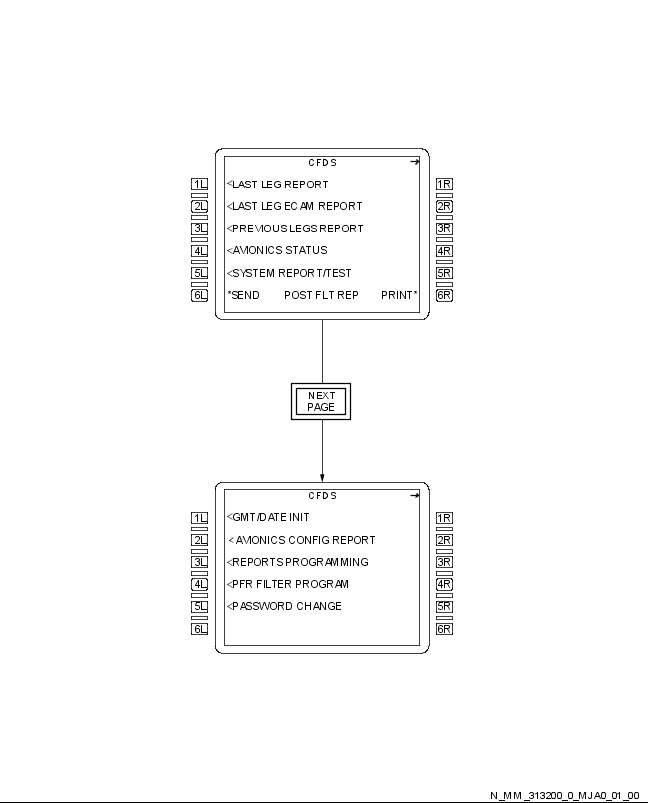 CFDS →
1L <LAST LEG REPORT 1R
2L <LAST LEG ECAM REPORT 2R
3L <PREVIOUS LEGS REPORT 3R
4L <AVIONICS STATUS 4R
5L <SYSTEM REPORT/TEST 5R
6L *SEND POST FLT REP PRINT* 6R
NEXT
PAGE
CFDS →
1L <GMT/DATE INIT 1R
2L <AVIONICS CONFIG REPORT 2R
3L <REPORTS PROGRAMMING 3R
4L <PFR FILTER PROGRAM 4R
5L <PASSWORD CHANGE 5R
6L 6R
N_MM_313200_0_MJA0_01_00